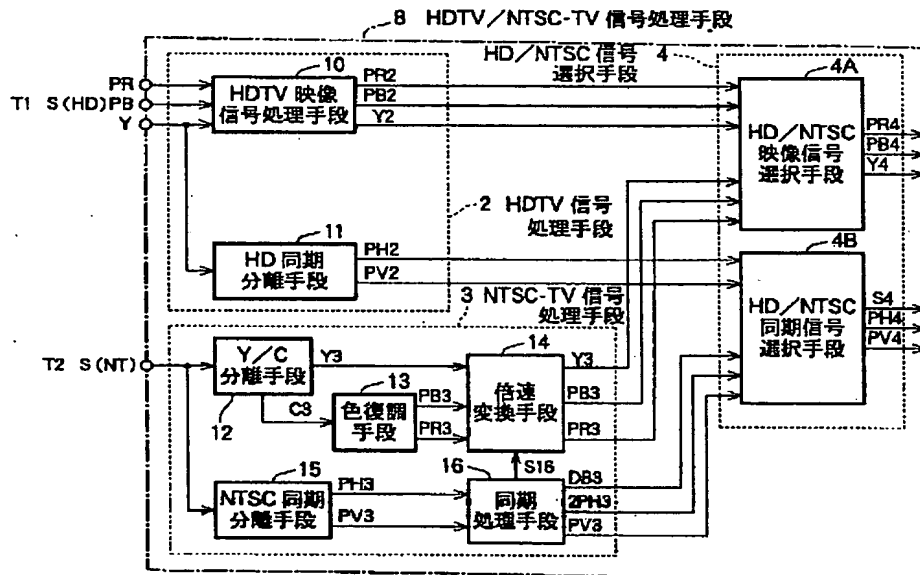 8 HDTV／NTSC-TV 信号処理手段
HD／NTSC 信号
選択手段
4
10
4A
PR
T1 S(HD)PB
Y
HDTV 映像
信号処理手段
PR2
PB2
Y2
HD／NTSC
映像信号
選択手段
PR4
PB4
Y4
2 HDTV 信号
処理手段
11
HD 同期
分離手段
PH2
PV2
4B
HD／NTSC
同期信号
選択手段
S4
PH4
PV4
3 NTSC-TV 信号
処理手段
T2 S(NT)
Y／C
分離手段
12
Y3
C3
13
色復調
手段
PB3
PR3
14
倍速
変換手段
Y3
PB3
PR3
S16
15
NTSC 同期
分離手段
PH3
PV3
16
同期
処理手段
DB3
2PH3
PV3